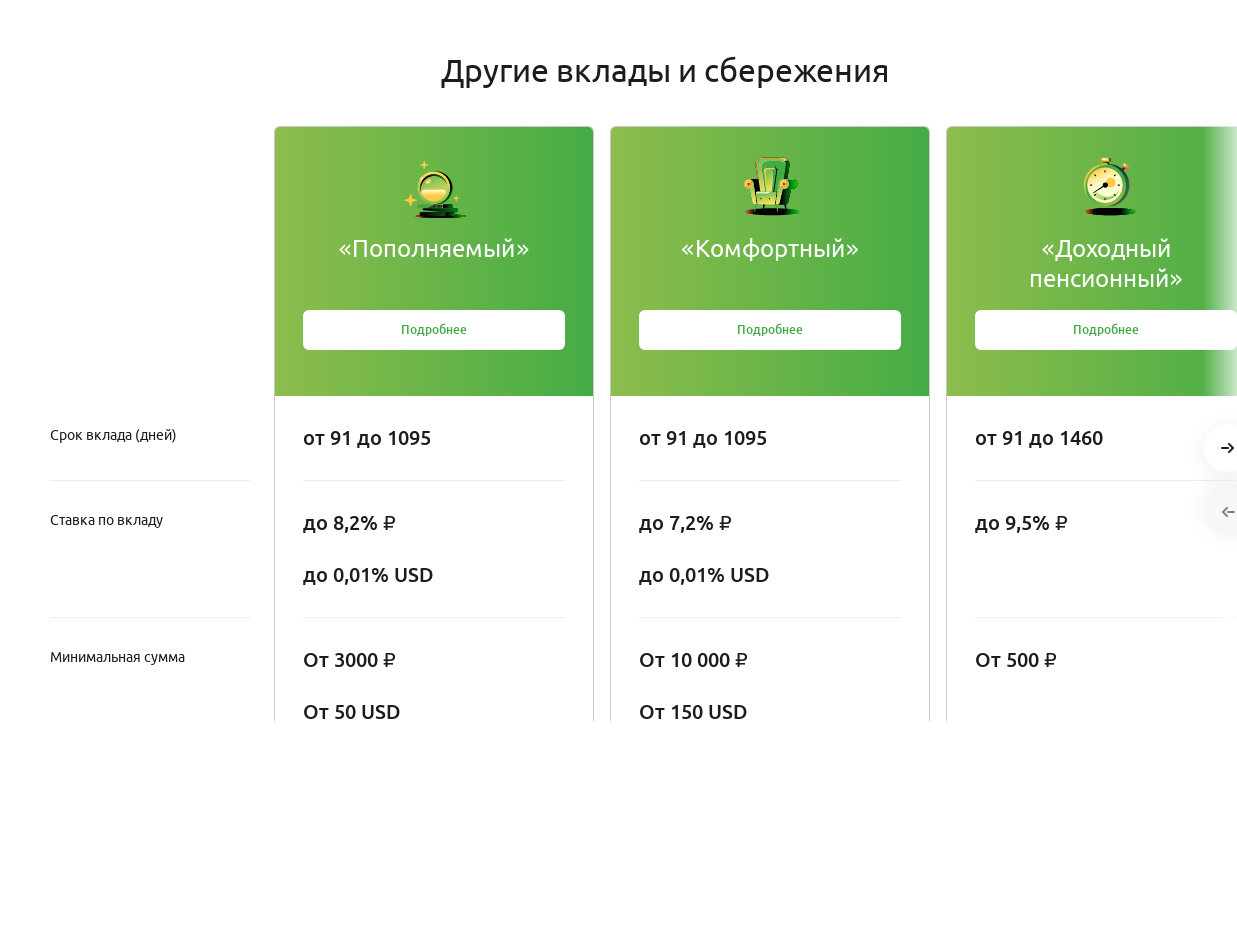 Другие вклады и сбережения
«Пополняемый»
«Комфортный»
«Доходный
пенсионный»
Подробнее
Подробнее
Подробнее
Срок вклада (дней)
от 91 до 1095
от 91 до 1095
от 91 до 1460
Ставка по вкладу
до 8,2% ₽
до 7,2% ₽
до 9,5% ₽
до 0,01% USD
до 0,01% USD
Минимальная сумма
От 3000 ₽
От 10 000 ₽
От 500 ₽
От 50 USD
От 150 USD